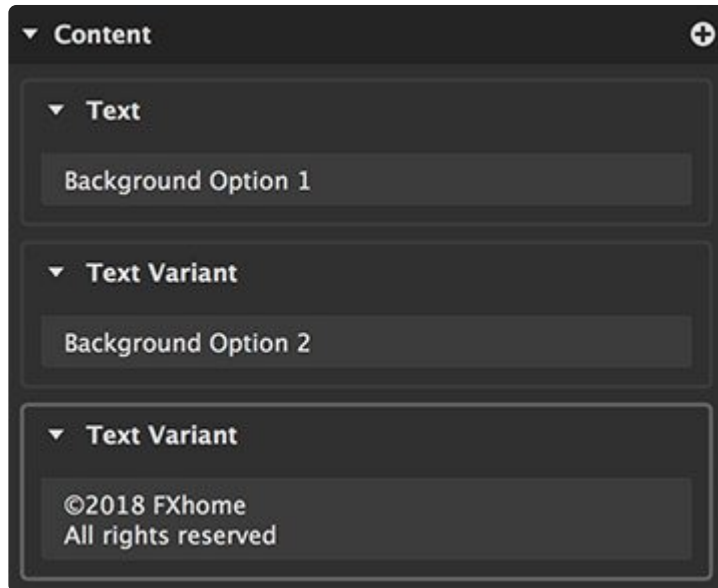 Content
Text
Background Option 1
Text Variant
Background Option 2
Text Variant
©2018 FXhome
All rights reserved